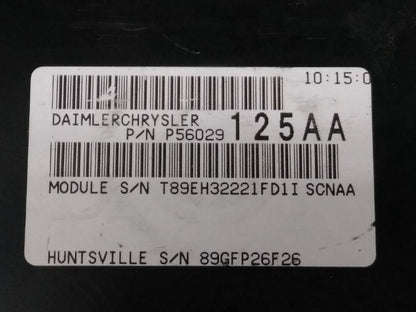 10:15:0
DAIMLERCHRYSLER
P/N P56029 125AA
MODULE S/N T89EH32221FD1I SCNAA
HUNTSVILLE S/N 89GFP26F26